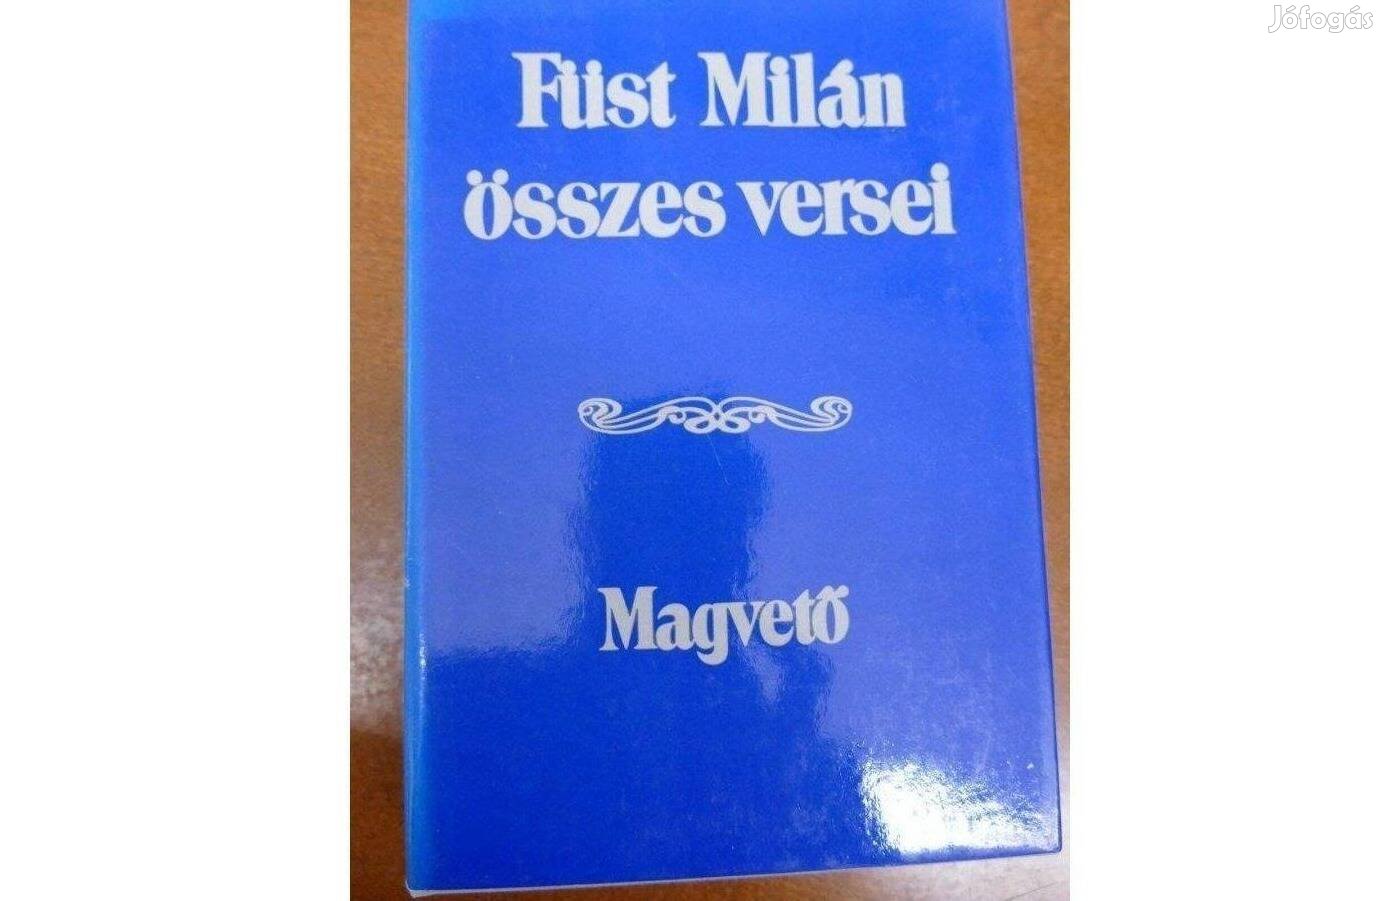 Jófogás
Füst Milán
összes versei
Magvető